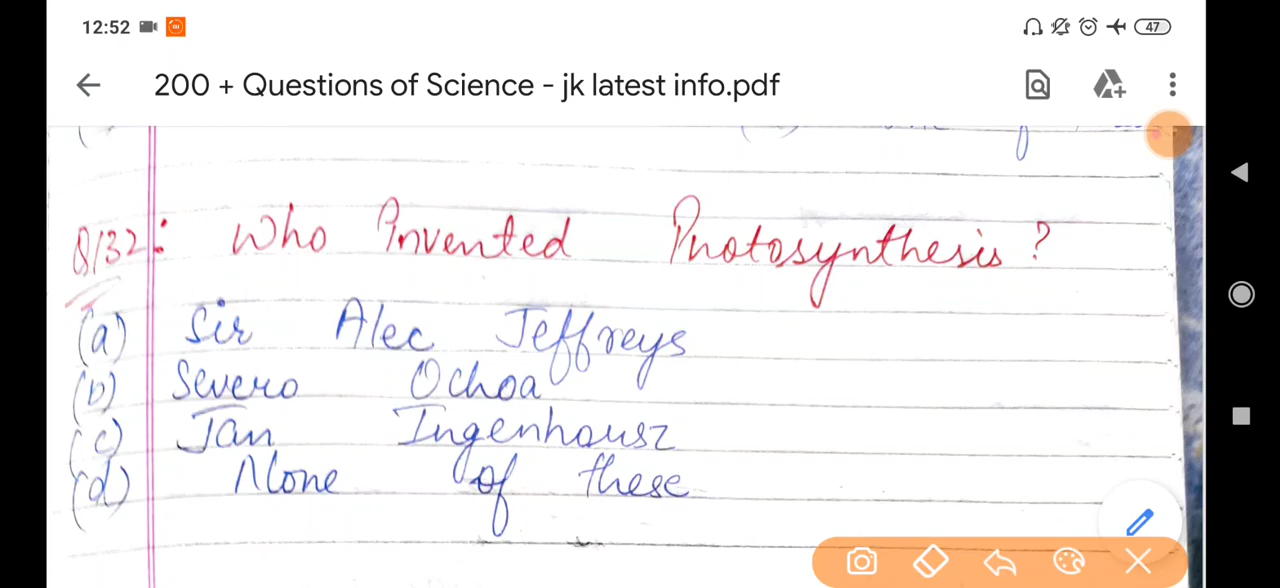 12:52
47
200 + Questions of Science - jk latest info.pdf
Q132: Who Invented Photosynthesis?
(a) Sir Alec Jeffreys
(b) Severo Ochoa
(c) Jan Ingenhousz
(d) None of these